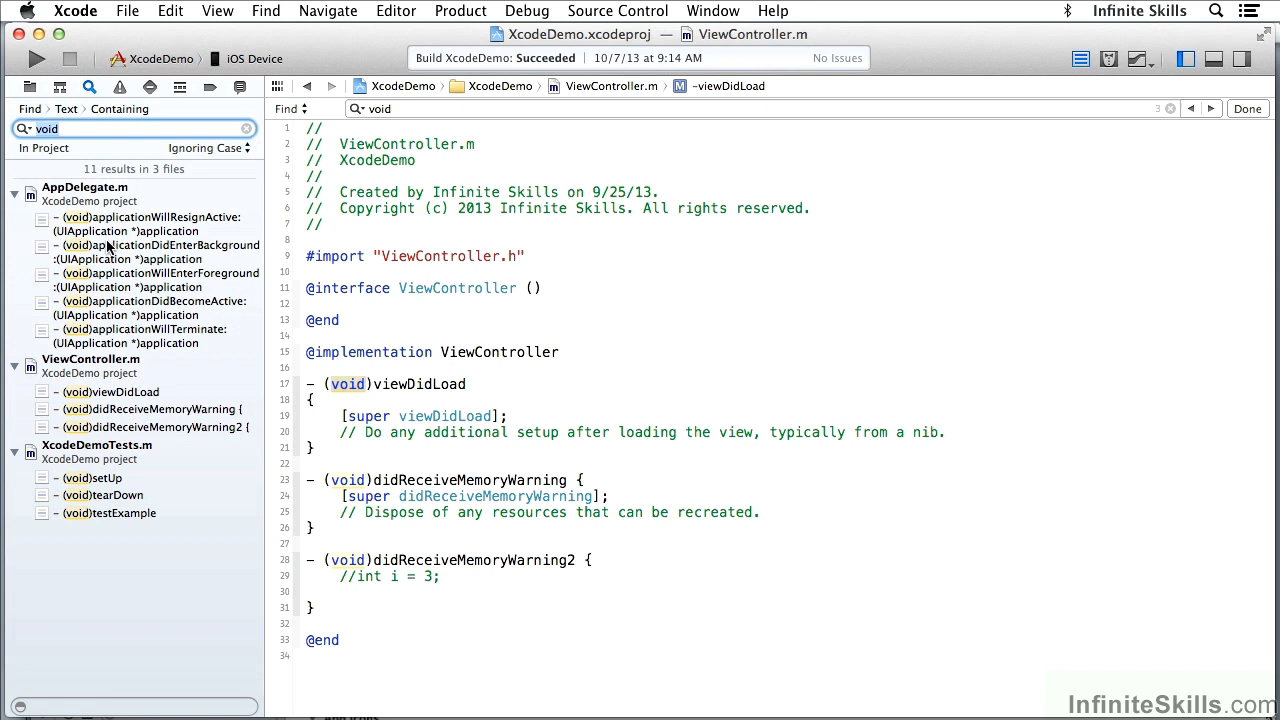 Xcode File Edit View Find Navigate Editor Product Debug Source Control Window Help Infinite Skills
XcodeDemo.xcodeproj — ViewController.m
XcodeDemo iOS Device
Build XcodeDemo: Succeeded 10/7/13 at 9:14 AM No Issues
XcodeDemo XcodeDemo ViewController.m M -viewDidLoad
Find Text Containing
Find void 3 Done
void
In Project Ignoring Case
11 results in 3 files
AppDelegate.m
XcodeDemo project
- (void)applicationWillResignActive:
(UIApplication *)application
- (void)applicationDidEnterBackground
:(UIApplication *)application
- (void)applicationWillEnterForeground
:(UIApplication *)application
- (void)applicationDidBecomeActive:
(UIApplication *)application
- (void)applicationWillTerminate:
(UIApplication *)application
ViewController.m
XcodeDemo project
- (void)viewDidLoad
- (void)didReceiveMemoryWarning {
- (void)didReceiveMemoryWarning2 {
XcodeDemoTests.m
XcodeDemo project
- (void)setUp
- (void)tearDown
- (void)testExample
1 //
2 // ViewController.m
3 // XcodeDemo
4 //
5 // Created by Infinite Skills on 9/25/13.
6 // Copyright (c) 2013 Infinite Skills. All rights reserved.
7 //
8
9 #import "ViewController.h"
10
11 @interface ViewController ()
12
13 @end
14
15 @implementation ViewController
16
17 - (void)viewDidLoad
18 {
19 [super viewDidLoad];
20 // Do any additional setup after loading the view, typically from a nib.
21 }
22
23 - (void)didReceiveMemoryWarning {
24 [super didReceiveMemoryWarning];
25 // Dispose of any resources that can be recreated.
26 }
27
28 - (void)didReceiveMemoryWarning2 {
29 //int i = 3;
30
31 }
32
33 @end
34
InfiniteSkills.com